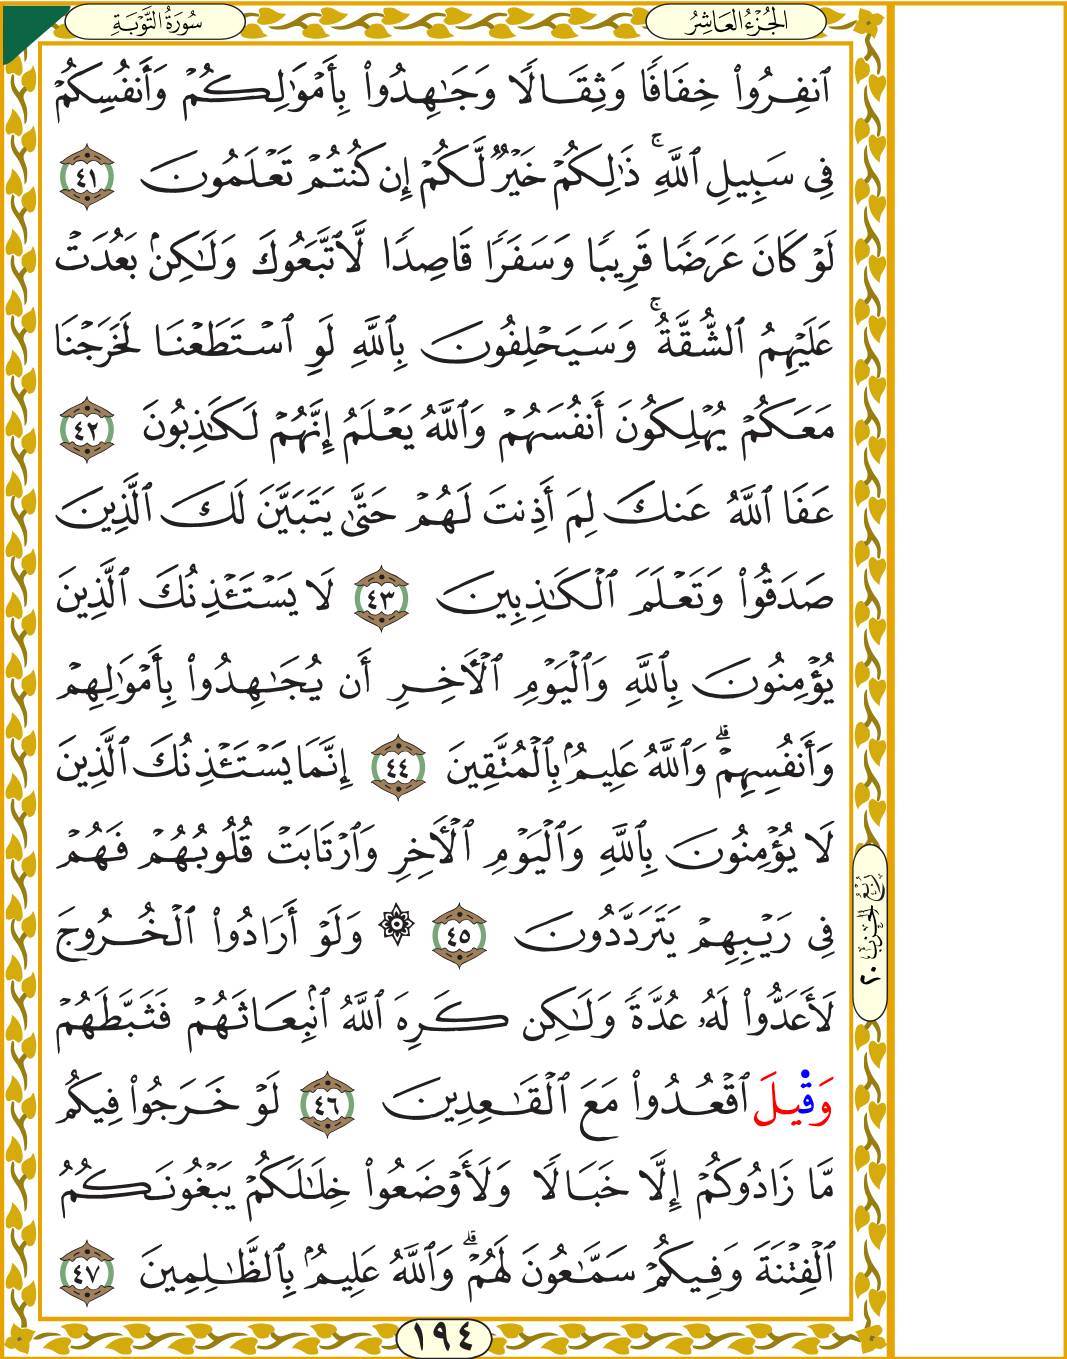 سُورَةُ التَّوْبَةِ
الجُزْءُ العَاشِرُ
ٱنفِرُوا۟ خِفَافًا وَثِقَالًا وَجَـٰهِدُوا۟ بِأَمْوَٰلِكُمْ وَأَنفُسِكُمْ
فِى سَبِيلِ ٱللَّهِ ۚ ذَٰلِكُمْ خَيْرٌ لَّكُمْ إِن كُنتُمْ تَعْلَمُونَ ٤١
لَوْ كَانَ عَرَضًا قَرِيبًا وَسَفَرًا قَاصِدًا لَّٱتَّبَعُوكَ وَلَـٰكِنۢ بَعُدَتْ
عَلَيْهِمُ ٱلشُّقَّةُ ۚ وَسَيَحْلِفُونَ بِٱللَّهِ لَوِ ٱسْتَطَعْنَا لَخَرَجْنَا
مَعَكُمْ يُهْلِكُونَ أَنفُسَهُمْ وَٱللَّهُ يَعْلَمُ إِنَّهُمْ لَكَـٰذِبُونَ ٤٢
عَفَا ٱللَّهُ عَنكَ لِمَ أَذِنتَ لَهُمْ حَتَّىٰ يَتَبَيَّنَ لَكَ ٱلَّذِينَ
صَدَقُوا۟ وَتَعْلَمَ ٱلْكَـٰذِبِينَ ٤٣ لَا يَسْتَـْٔذِنُكَ ٱلَّذِينَ
يُؤْمِنُونَ بِٱللَّهِ وَٱلْيَوْمِ ٱلْـَٔاخِرِ أَن يُجَـٰهِدُوا۟ بِأَمْوَٰلِهِمْ
وَأَنفُسِهِمْ ۗ وَٱللَّهُ عَلِيمٌۢ بِٱلْمُتَّقِينَ ٤٤ إِنَّمَا يَسْتَـْٔذِنُكَ ٱلَّذِينَ
لَا يُؤْمِنُونَ بِٱللَّهِ وَٱلْيَوْمِ ٱلْـَٔاخِرِ وَٱرْتَابَتْ قُلُوبُهُمْ فَهُمْ
فِى رَيْبِهِمْ يَتَرَدَّدُونَ ٤٥ ۞ وَلَوْ أَرَادُوا۟ ٱلْخُرُوجَ
لَأَعَدُّوا۟ لَهُۥ عُدَّةً وَلَـٰكِن كَرِهَ ٱللَّهُ ٱنۢبِعَاثَهُمْ فَثَبَّطَهُمْ
وَقِيلَ ٱقْعُدُوا۟ مَعَ ٱلْقَـٰعِدِينَ ٤٦ لَوْ خَرَجُوا۟ فِيكُم
مَّا زَادُوكُمْ إِلَّا خَبَالًا وَلَأَوْضَعُوا۟ خِلَـٰلَكُمْ يَبْغُونَكُمُ
ٱلْفِتْنَةَ وَفِيكُمْ سَمَّـٰعُونَ لَهُمْ ۗ وَٱللَّهُ عَلِيمٌۢ بِٱلظَّـٰلِمِينَ ٤٧
رُبْعُ الحِزْبِ ٢٠
١٩٤